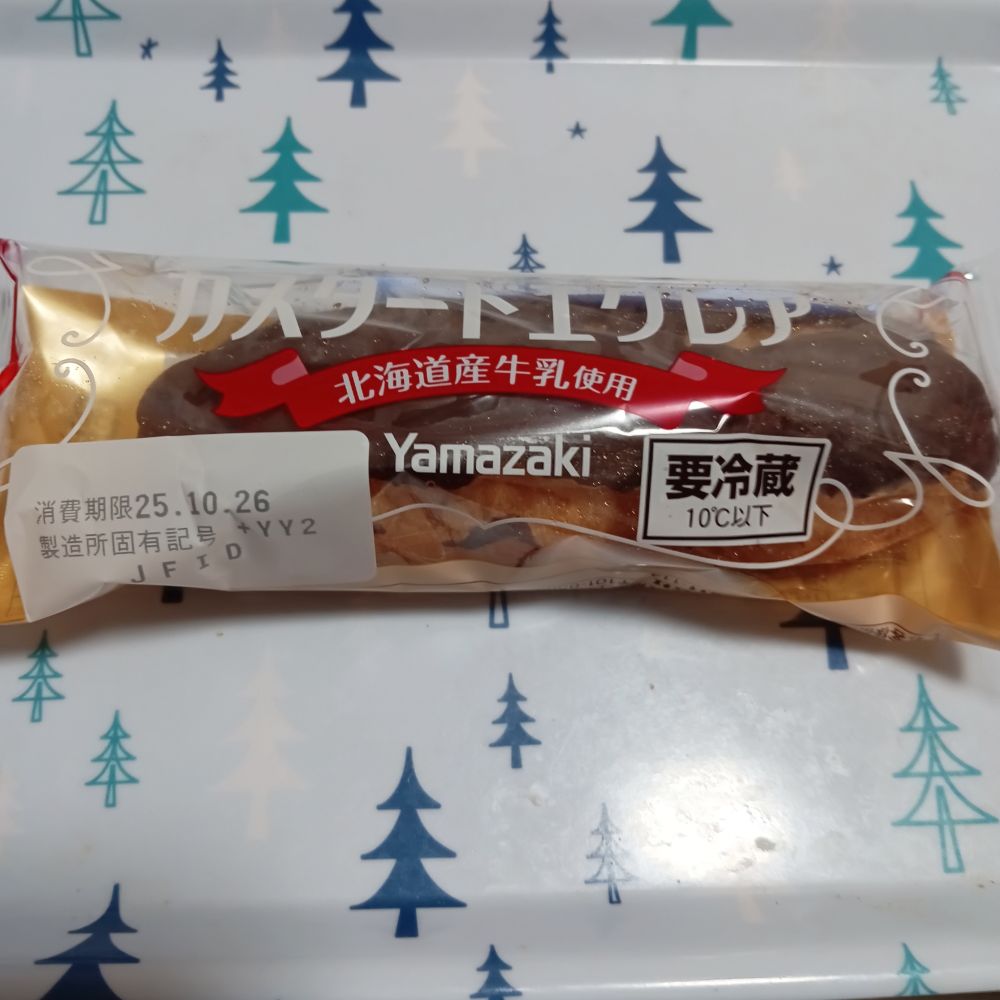 カスタードエクレア
北海道産牛乳使用
Yamazaki
要冷蔵
10℃以下
消費期限25.10.26
製造所固有記号 +YY2
JFID